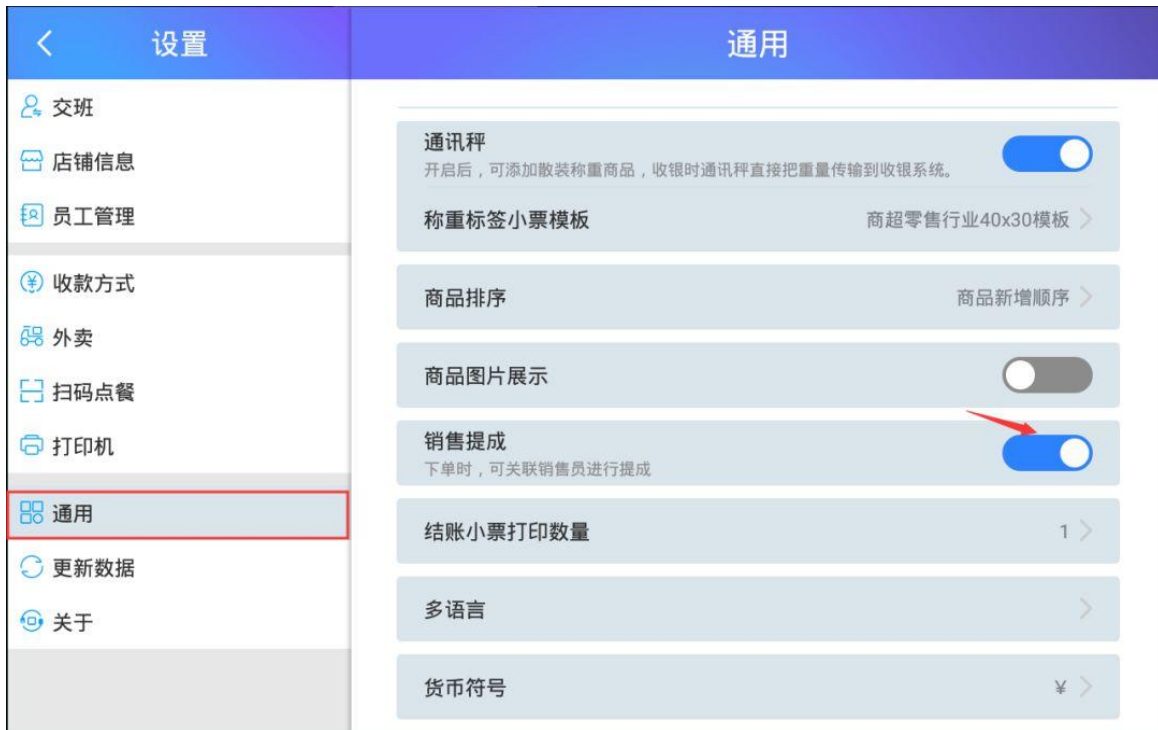 设置
交班
店铺信息
员工管理
收款方式
外卖
扫码点餐
打印机
通用
更新数据
关于
通用
通讯秤
开启后，可添加散装称重商品，收银时通讯秤直接把重量传输到收银系统。
称重标签小票模板 商超零售行业40x30模板
商品排序 商品新增顺序
商品图片展示
销售提成
下单时，可关联销售员进行提成
结账小票打印数量 1
多语言
货币符号 ¥